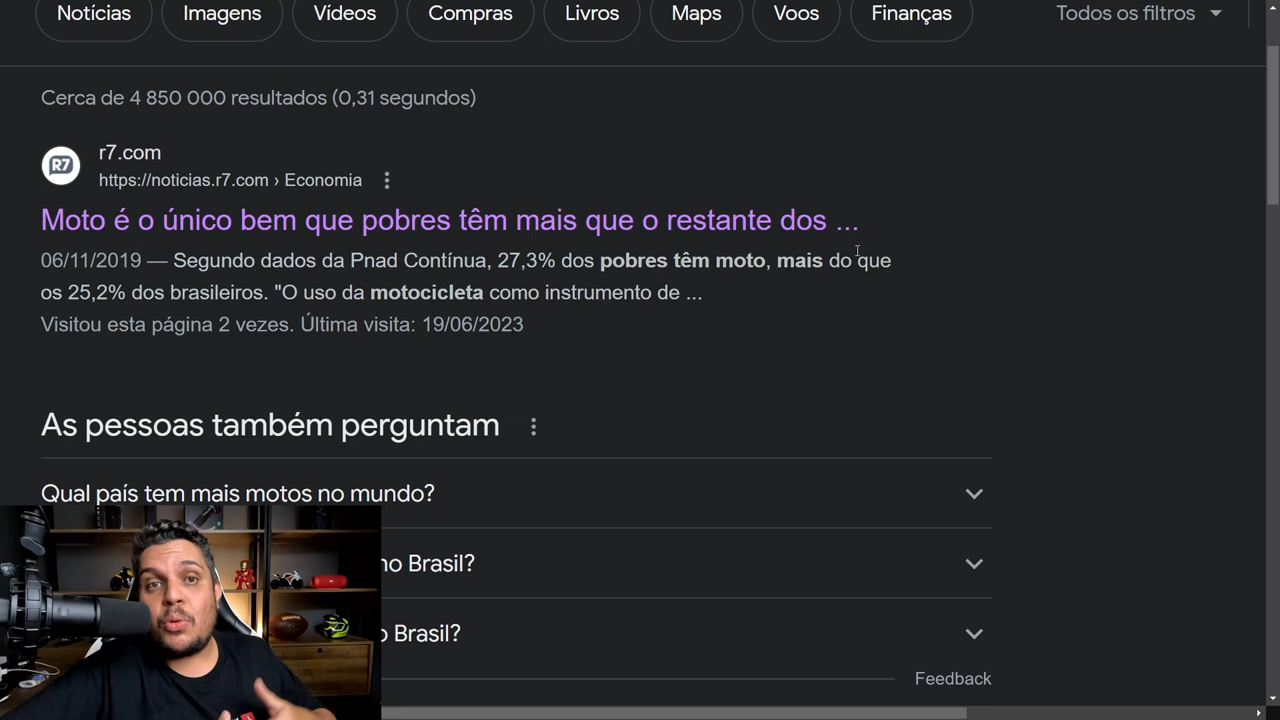 Notícias Imagens Vídeos Compras Livros Maps Voos Finanças Todos os filtros
Cerca de 4 850 000 resultados (0,31 segundos)
R7 r7.com
https://noticias.r7.com › Economia
Moto é o único bem que pobres têm mais que o restante dos ...
06/11/2019 — Segundo dados da Pnad Contínua, 27,3% dos pobres têm moto, mais do que
os 25,2% dos brasileiros. "O uso da motocicleta como instrumento de ...
Visitou esta página 2 vezes. Última visita: 19/06/2023
As pessoas também perguntam
Qual país tem mais motos no mundo?
no Brasil?
o Brasil?
Feedback